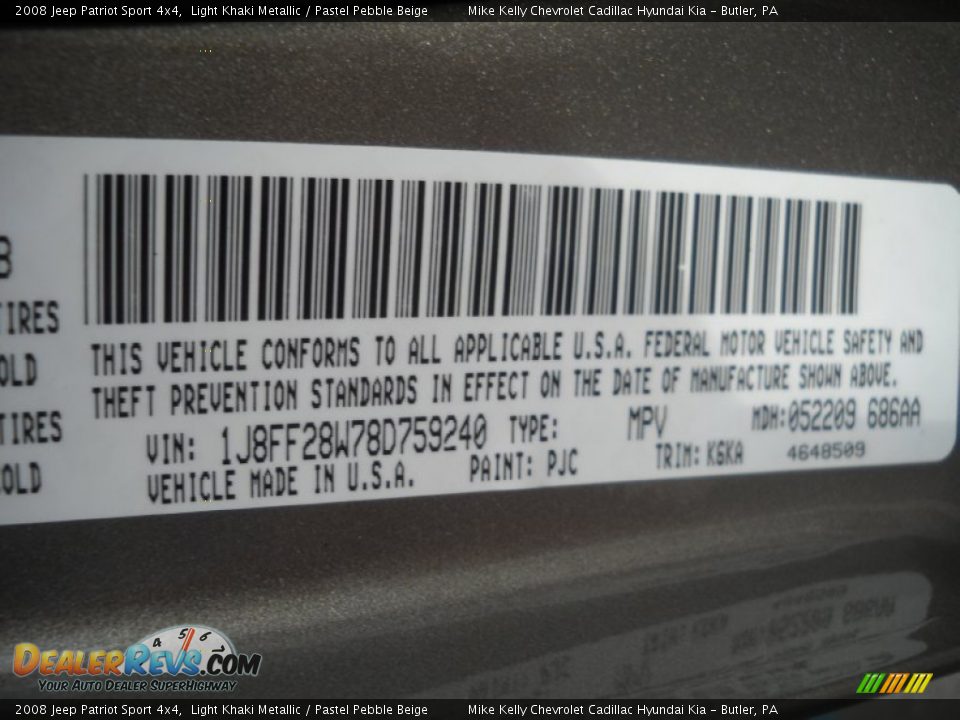 2008 Jeep Patriot Sport 4x4, Light Khaki Metallic / Pastel Pebble Beige Mike Kelly Chevrolet Cadillac Hyundai Kia - Butler, PA
TIRES
OLD
TIRES
COLD
THIS VEHICLE CONFORMS TO ALL APPLICABLE U.S.A. FEDERAL MOTOR VEHICLE SAFETY AND
THEFT PREVENTION STANDARDS IN EFFECT ON THE DATE OF MANUFACTURE SHOWN ABOVE.
VIN: 1J8FF28W78D759240 TYPE: MPV MDH:052209 686AA
VEHICLE MADE IN U.S.A. PAINT: PJC TRIM: K6KA 4648509
4 5 6
DEALERREVS.COM
YOUR AUTO DEALER SUPERHIGHWAY
2008 Jeep Patriot Sport 4x4, Light Khaki Metallic / Pastel Pebble Beige Mike Kelly Chevrolet Cadillac Hyundai Kia - Butler, PA